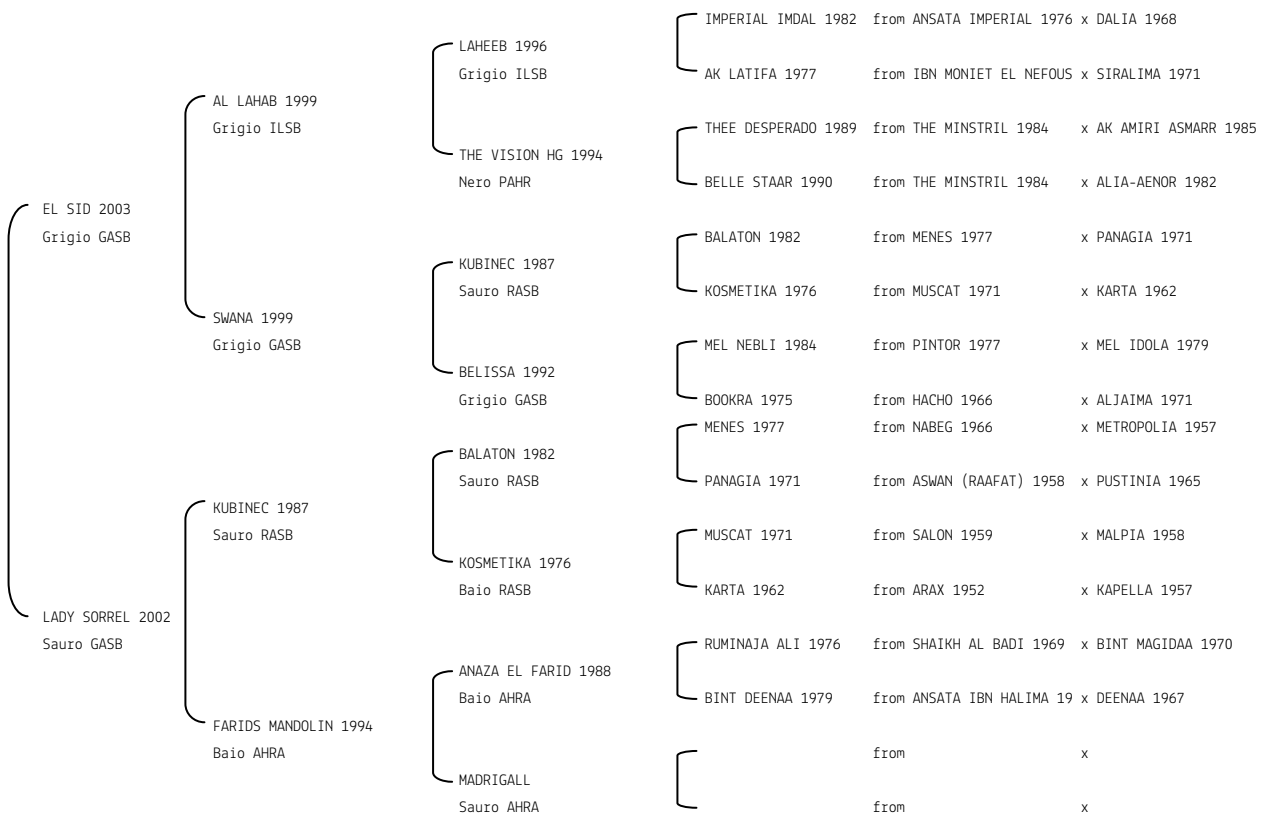 IMPERIAL IMDAL 1982 from ANSATA IMPERIAL 1976 x DALIA 1968
LAHEEB 1996
Grigio ILSB
AK LATIFA 1977 from IBN MONIET EL NEFOUS x SIRALIMA 1971
AL LAHAB 1999
Grigio ILSB
THEE DESPERADO 1989 from THE MINSTRIL 1984 x AK AMIRI ASMARR 1985
THE VISION HG 1994
Nero PAHR
BELLE STAAR 1990 from THE MINSTRIL 1984 x ALIA-AENOR 1982
EL SID 2003
Grigio GASB
BALATON 1982 from MENES 1977 x PANAGIA 1971
KUBINEC 1987
Sauro RASB
KOSMETIKA 1976 from MUSCAT 1971 x KARTA 1962
SWANA 1999
Grigio GASB
MEL NEBLI 1984 from PINTOR 1977 x MEL IDOLA 1979
BELISSA 1992
Grigio GASB
BOOKRA 1975 from HACHO 1966 x ALJAIMA 1971
MENES 1977 from NABEG 1966 x METROPOLIA 1957
BALATON 1982
Sauro RASB
PANAGIA 1971 from ASWAN (RAAFAT) 1958 x PUSTINIA 1965
KUBINEC 1987
Sauro RASB
MUSCAT 1971 from SALON 1959 x MALPIA 1958
KOSMETIKA 1976
Baio RASB
KARTA 1962 from ARAX 1952 x KAPELLA 1957
LADY SORREL 2002
Sauro GASB
RUMINAJA ALI 1976 from SHAIKH AL BADI 1969 x BINT MAGIDAA 1970
ANAZA EL FARID 1988
Baio AHRA
BINT DEENAA 1979 from ANSATA IBN HALIMA 19 x DEENAA 1967
FARIDS MANDOLIN 1994
Baio AHRA
from x
MADRIGALL
Sauro AHRA
from x